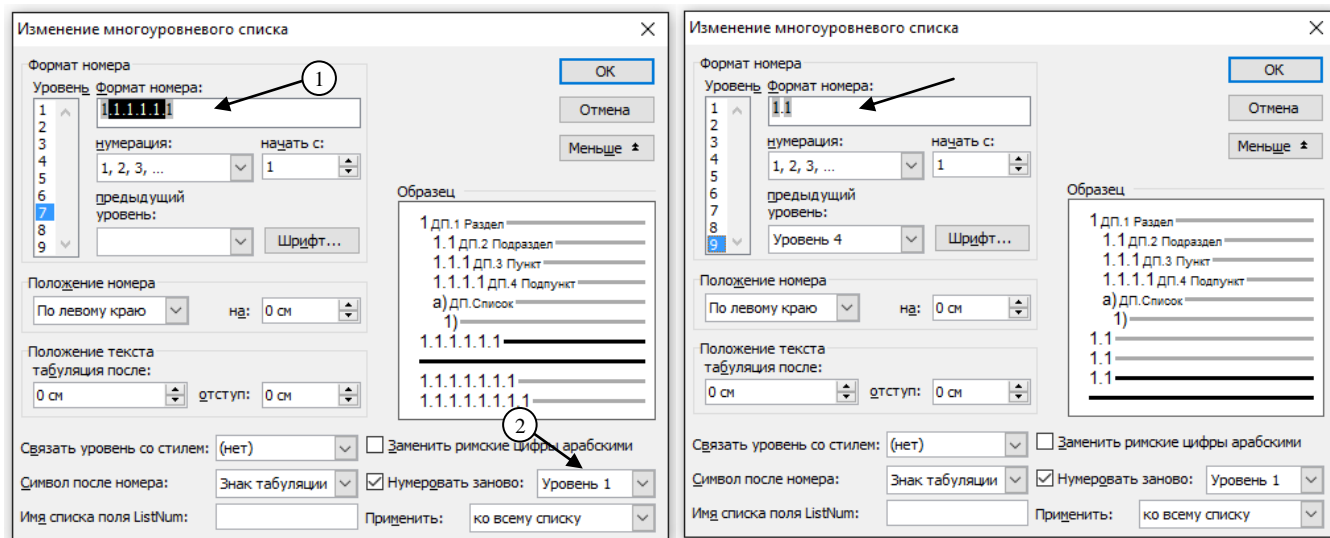 Изменение многоуровневого списка
Формат номера
Уровень Формат номера:
1
2
3
4
5
6
7
8
9
1.1.1.1.1.1
1
нумерация:
начать с:
1, 2, 3, ...
1
предыдущий
уровень:
Шрифт...
ОК
Отмена
Меньше
Образец
1 ДП.1 Раздел
1.1 ДП.2 Подраздел
1.1.1 ДП.3 Пункт
1.1.1.1 ДП.4 Подпункт
а) ДП.Список
1)
1.1.1.1.1.1
1.1.1.1.1.1.1
1.1.1.1.1.1.1.1
Положение номера
По левому краю
на:
0 см
Положение текста
табуляция после:
0 см
отступ:
0 см
2
Связать уровень со стилем:
(нет)
Заменить римские цифры арабскими
Символ после номера:
Знак табуляции
Нумеровать заново:
Уровень 1
Имя списка поля ListNum:
Применить:
ко всему списку
Изменение многоуровневого списка
Формат номера
Уровень Формат номера:
1
2
3
4
5
6
7
8
9
1.1
нумерация:
начать с:
1, 2, 3, ...
1
предыдущий
уровень:
Уровень 4
Шрифт...
ОК
Отмена
Меньше
Образец
1 ДП.1 Раздел
1.1 ДП.2 Подраздел
1.1.1 ДП.3 Пункт
1.1.1.1 ДП.4 Подпункт
а) ДП.Список
1)
1.1
1.1
1.1
Положение номера
По левому краю
на:
0 см
Положение текста
табуляция после:
0 см
отступ:
0 см
Связать уровень со стилем:
(нет)
Заменить римские цифры арабскими
Символ после номера:
Знак табуляции
Нумеровать заново:
Уровень 1
Имя списка поля ListNum:
Применить:
ко всему списку